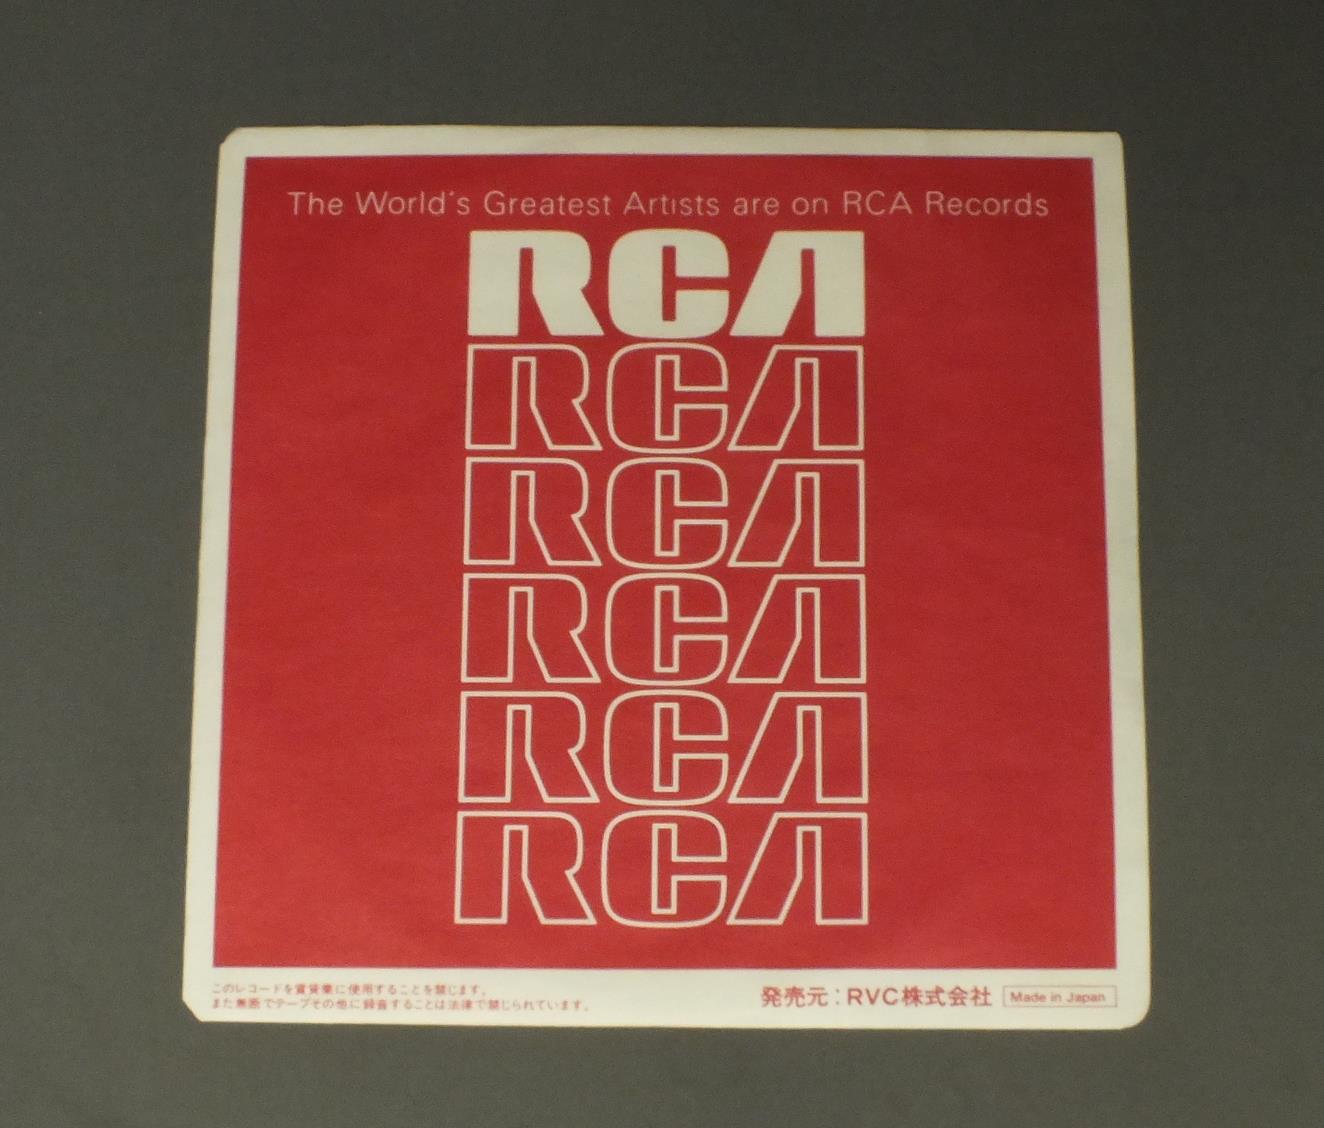 The World's Greatest Artists are on RCA Records
RCA
RCA
RCA
RCA
RCA
RCA
このレコードを賃貸業に使用することを禁じます。
また無断でテープその他に録音することは法律で禁じられています。
発売元:RVC株式会社 Made in Japan